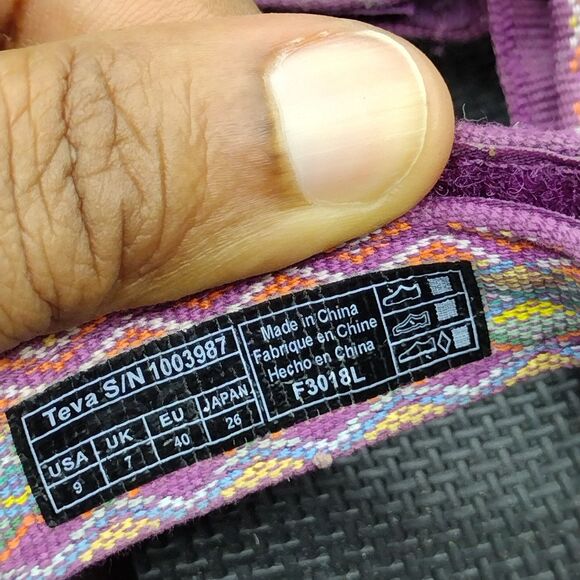 Teva S/N 1003987
USA UK EU JAPAN
9 7 40 26
Made in China
Fabriqué en Chine
Hecho en China
F3018L